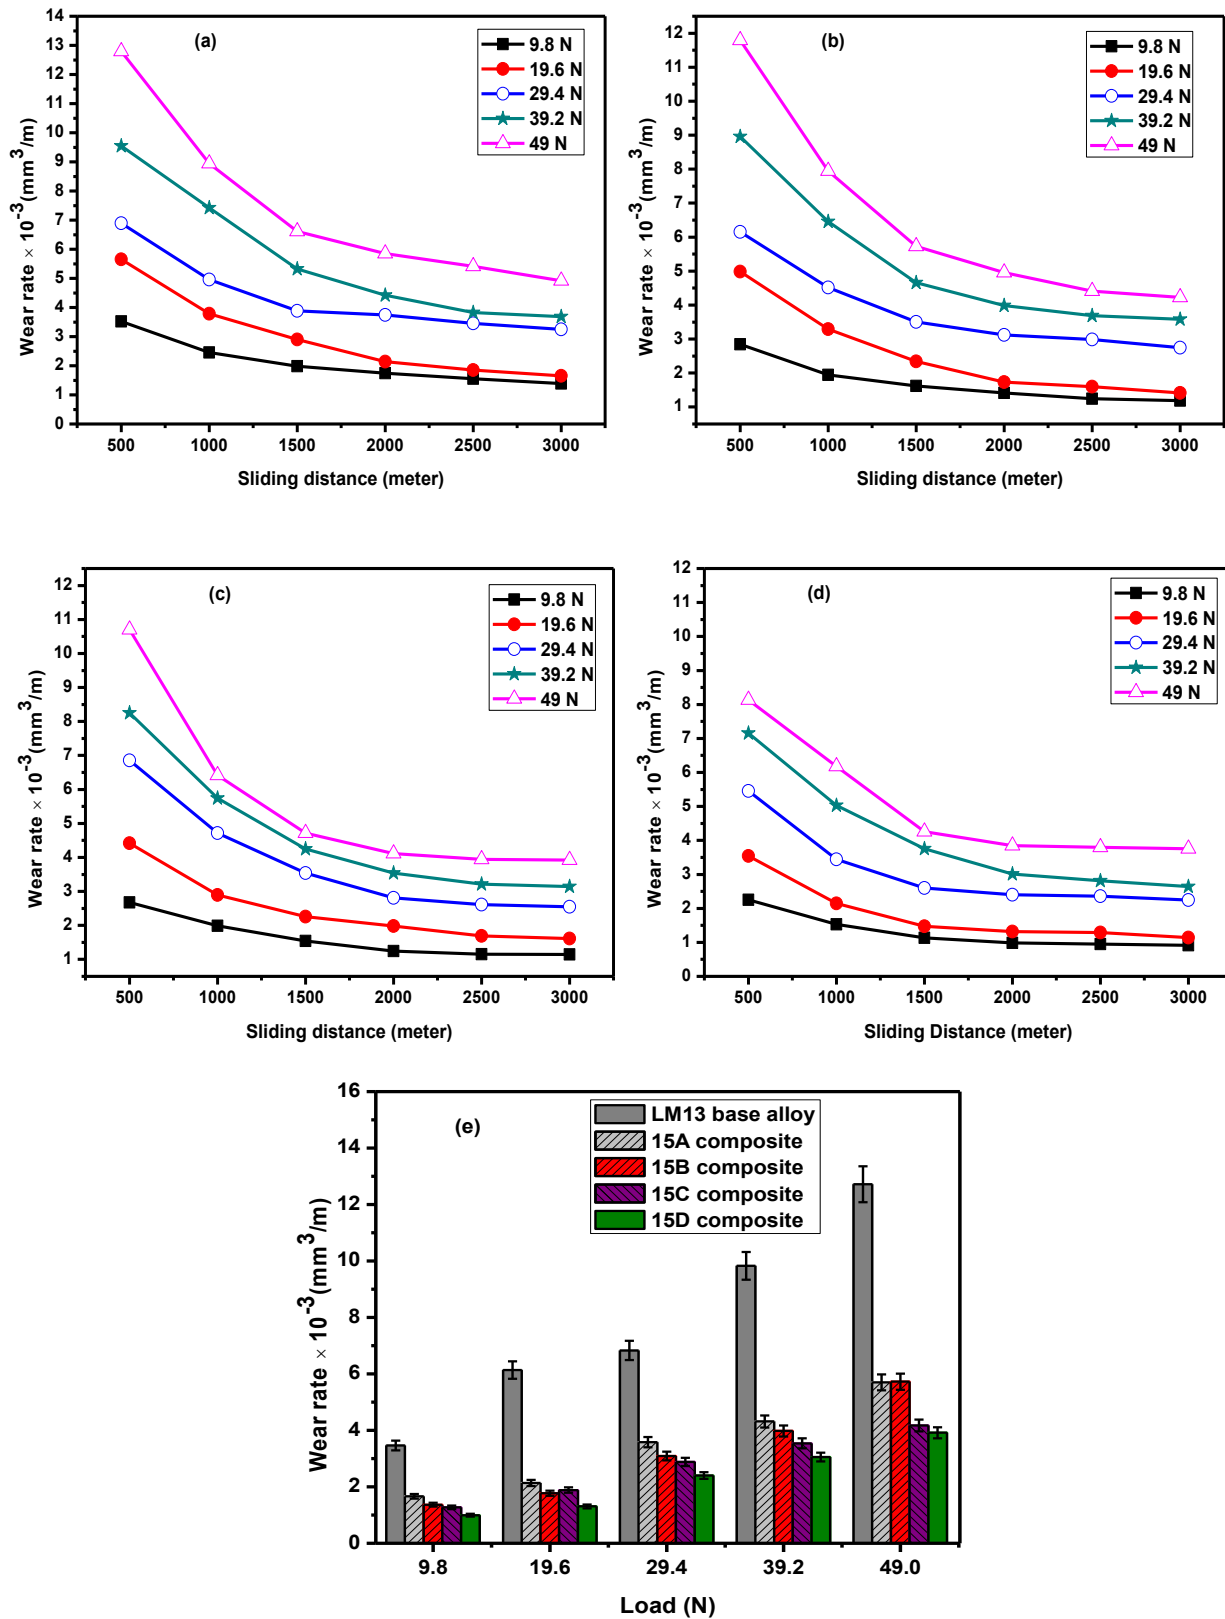 (a)
9.8 N
19.6 N
29.4 N
39.2 N
49 N
14
13
12
11
10
9
8
7
6
5
4
3
2
1
0
Wear rate × 10⁻³(mm³/m)
500 1000 1500 2000 2500 3000
Sliding distance (meter)
(b)
9.8 N
19.6 N
29.4 N
39.2 N
49 N
12
11
10
9
8
7
6
5
4
3
2
1
Wear rate × 10⁻³(mm³/m)
500 1000 1500 2000 2500 3000
Sliding distance (meter)
(c)
9.8 N
19.6 N
29.4 N
39.2 N
49 N
12
11
10
9
8
7
6
5
4
3
2
1
Wear rate × 10⁻³(mm³/m)
500 1000 1500 2000 2500 3000
Sliding distance (meter)
(d)
9.8 N
19.6 N
29.4 N
39.2 N
49 N
12
11
10
9
8
7
6
5
4
3
2
1
0
Wear rate × 10⁻³(mm³/m)
500 1000 1500 2000 2500 3000
Sliding Distance (meter)
(e)
LM13 base alloy
15A composite
15B composite
15C composite
15D composite
16
14
12
10
8
6
4
2
0
Wear rate × 10⁻³(mm³/m)
9.8 19.6 29.4 39.2 49.0
Load (N)